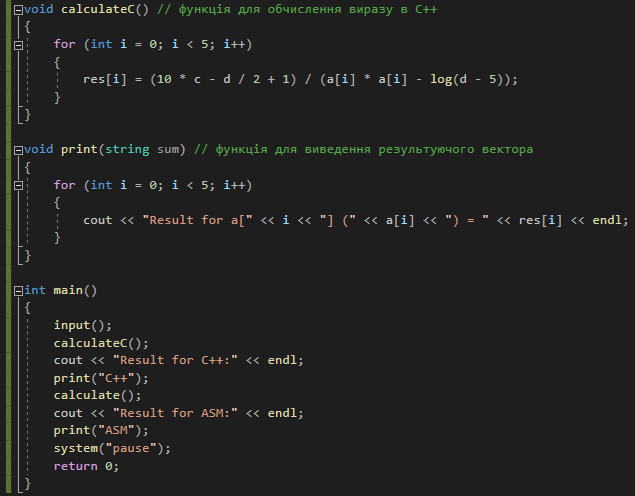 void calculateC() // функція для обчислення виразу в C++
{
    for (int i = 0; i < 5; i++)
    {
        res[i] = (10 * c - d / 2 + 1) / (a[i] * a[i] - log(d - 5));
    }
}
void print(string sum) // функція для виведення результуючого вектора
{
    for (int i = 0; i < 5; i++)
    {
        cout << "Result for a[" << i << "] (" << a[i] << ") = " << res[i] << endl;
    }
}
int main()
{
    input();
    calculateC();
    cout << "Result for C++:" << endl;
    print("C++");
    calculate();
    cout << "Result for ASM:" << endl;
    print("ASM");
    system("pause");
    return 0;
}